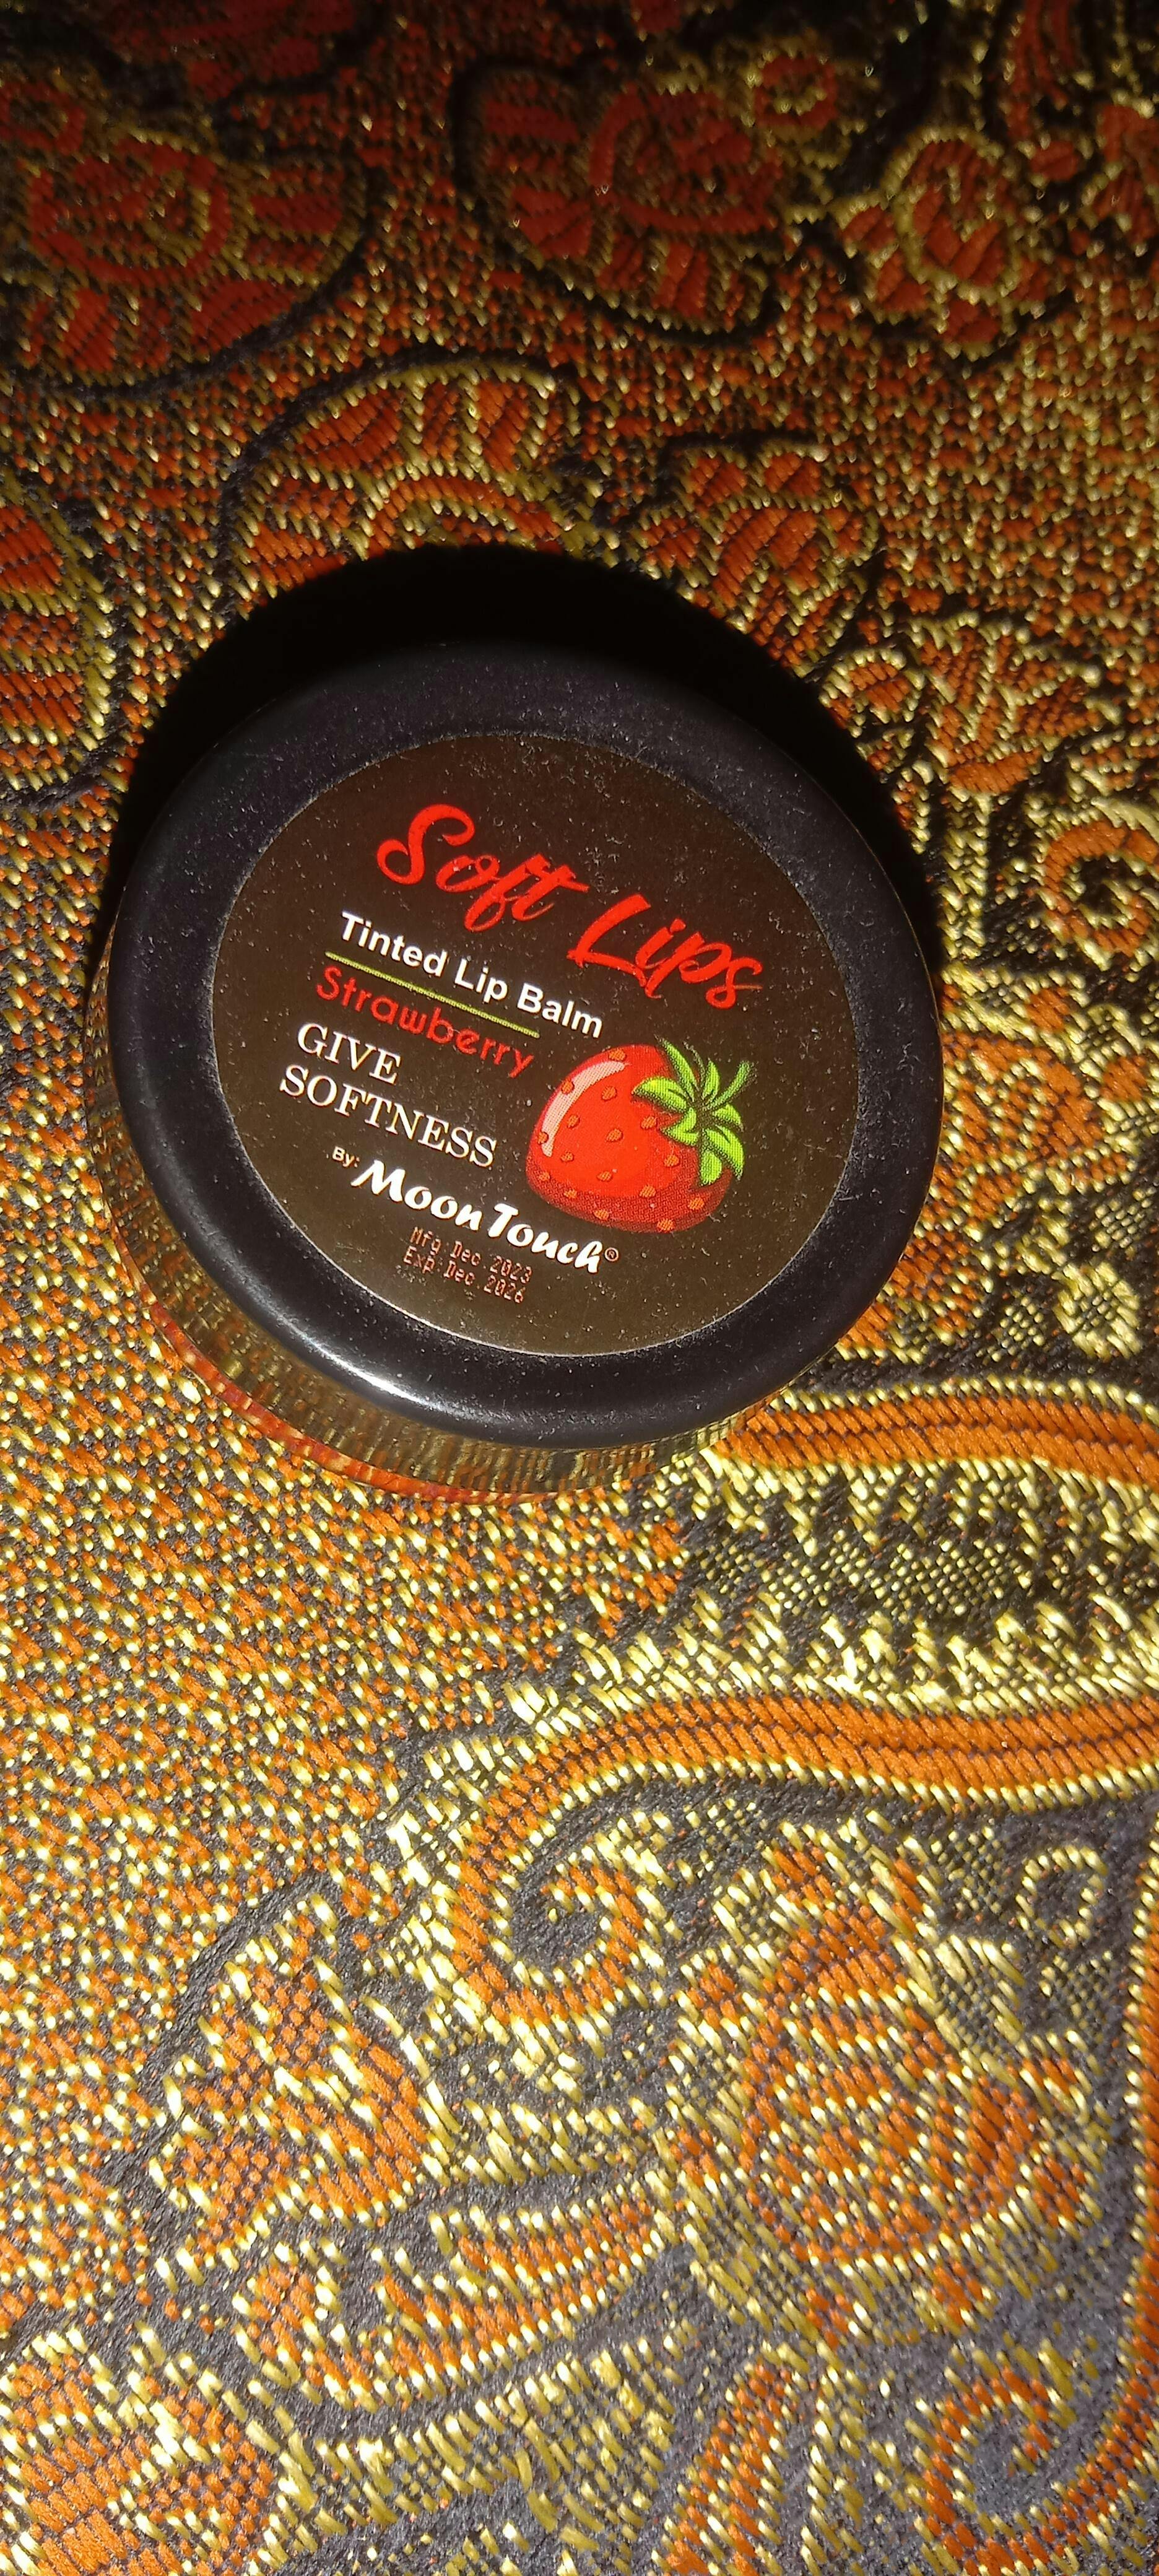 Soft Lips
Tinted Lip Balm
Strawberry
GIVE
SOFTNESS
By: Moon Touch®
Mfg Dec 2023
Exp Dec 2026